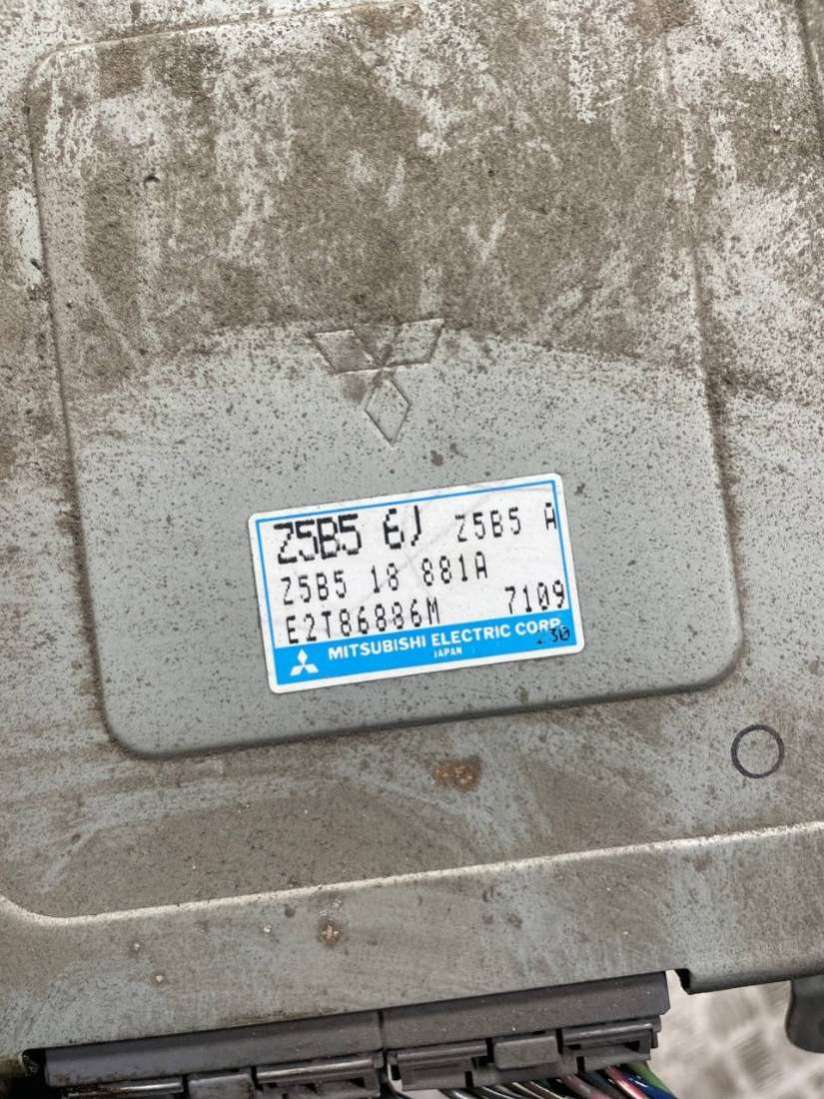 Z5B5 6J Z5B5 A
Z5B5 18 881A
E2T86886M 7109
MITSUBISHI ELECTRIC CORP.
JAPAN